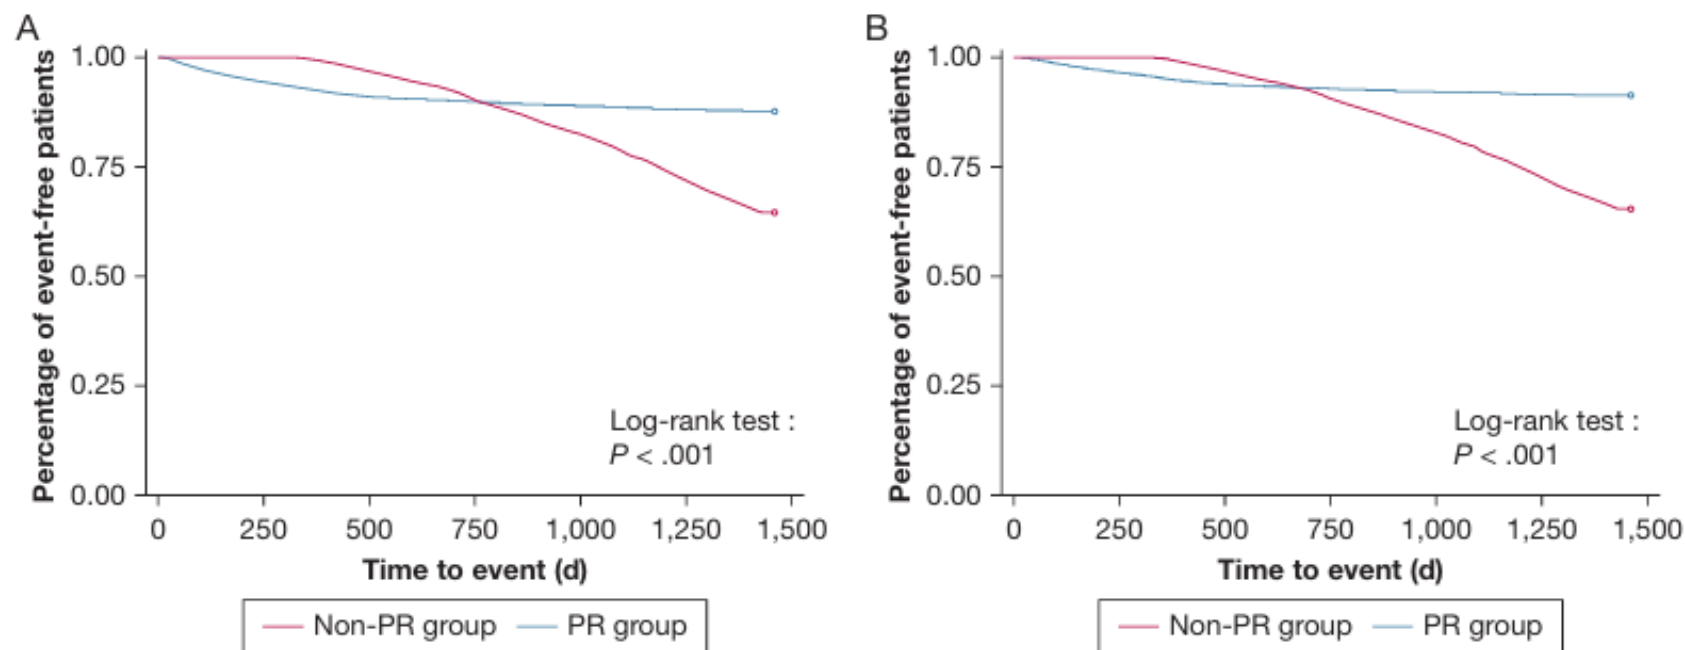 A
Percentage of event-free patients
1.00
0.75
0.50
0.25
0.00
Log-rank test :
P < .001
0 250 500 750 1,000 1,250 1,500
Time to event (d)
Non-PR group PR group
B
Percentage of event-free patients
1.00
0.75
0.50
0.25
0.00
Log-rank test :
P < .001
0 250 500 750 1,000 1,250 1,500
Time to event (d)
Non-PR group PR group